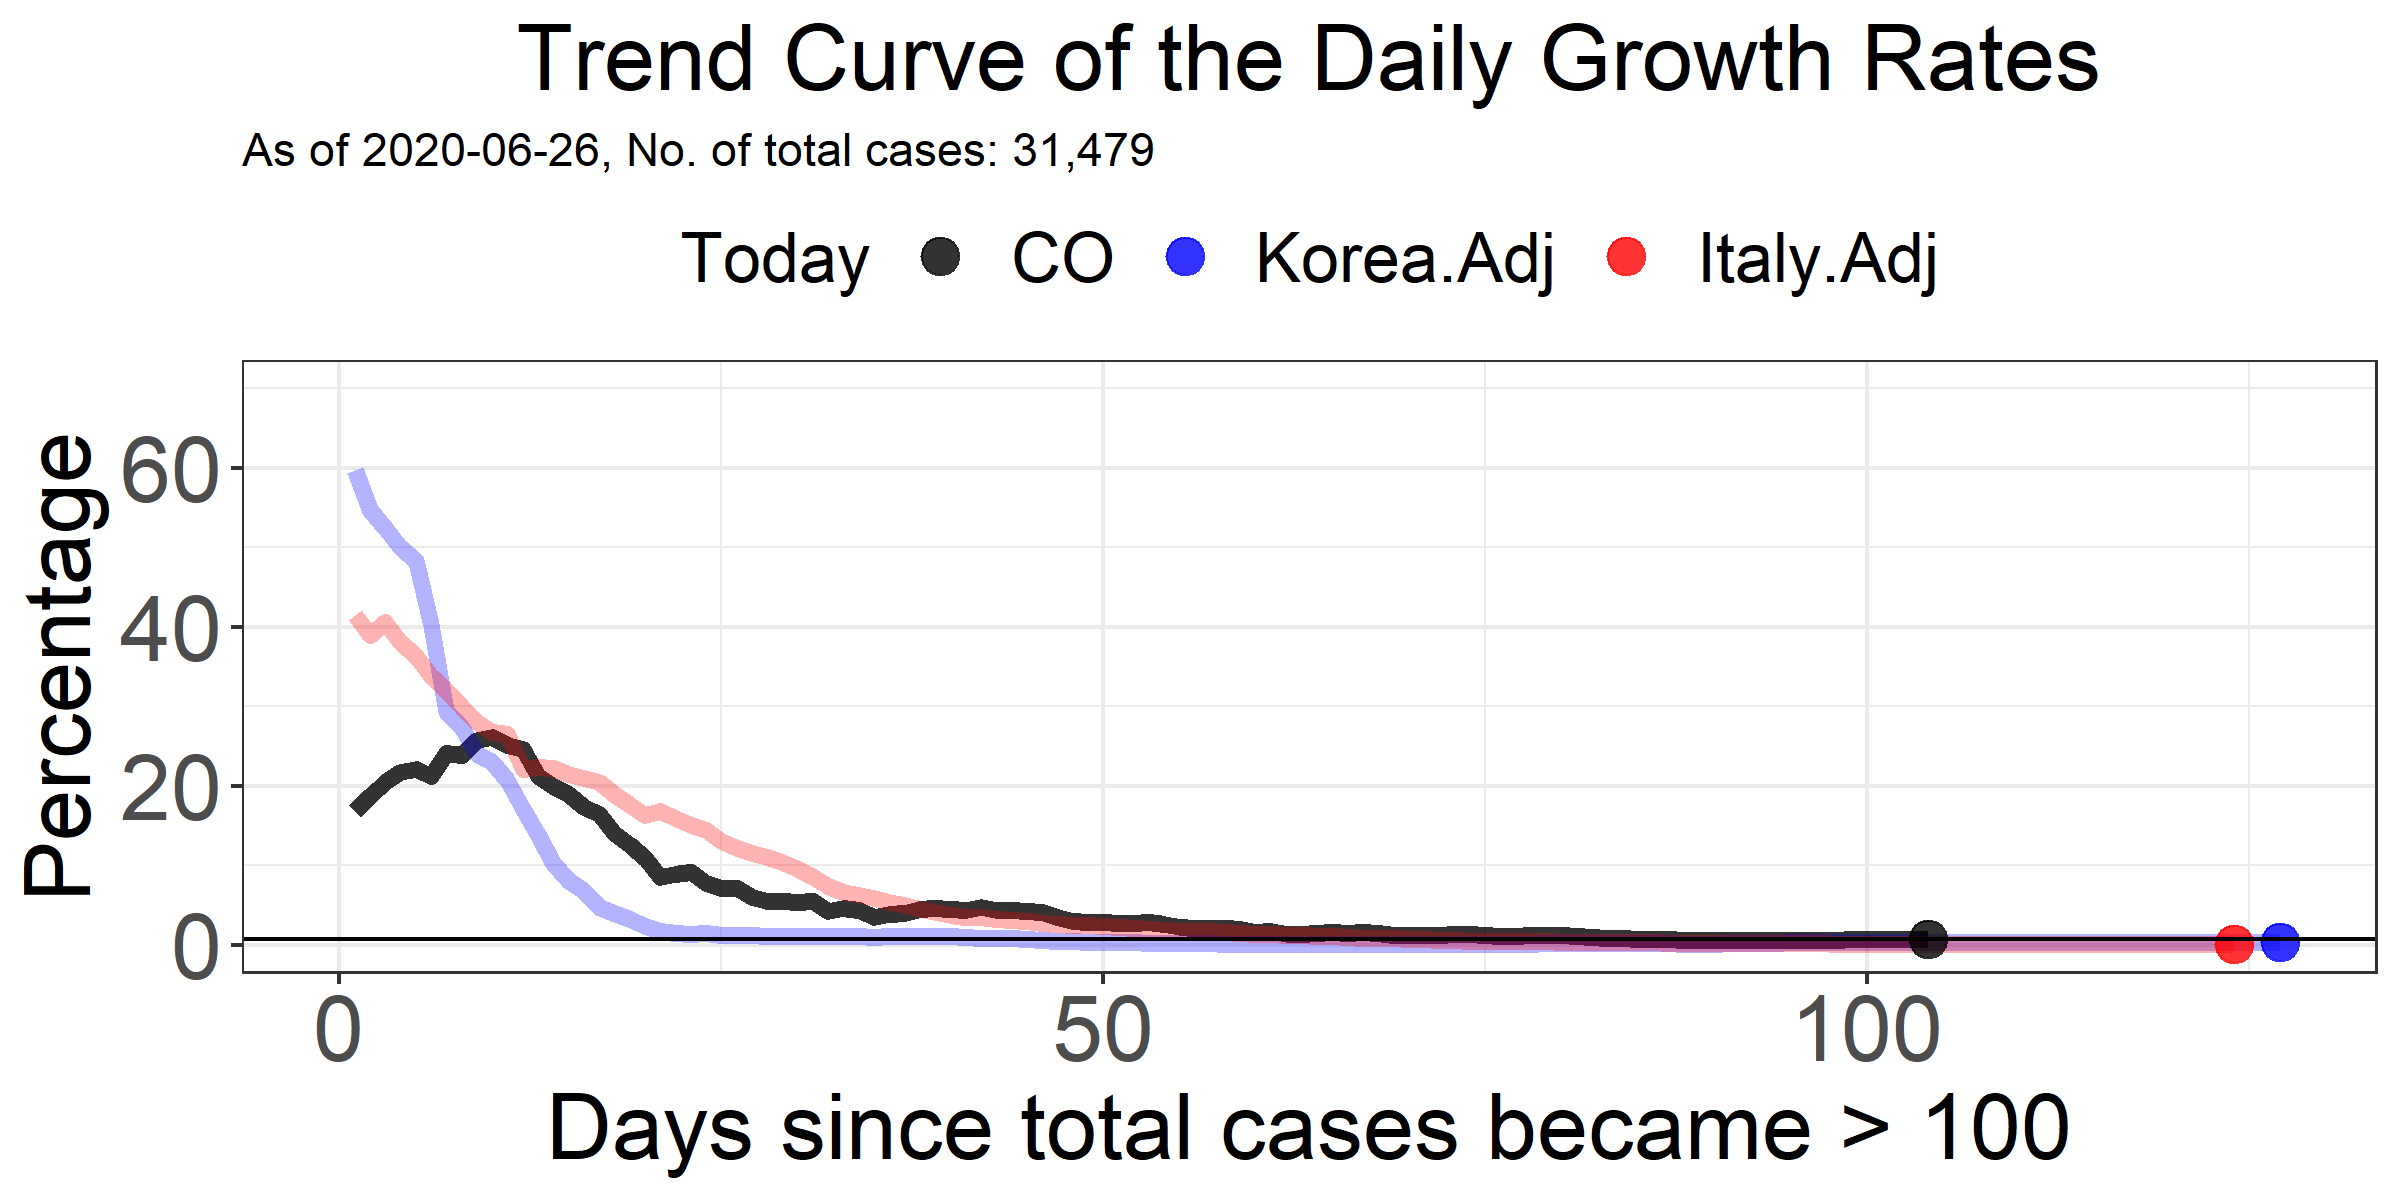 Trend Curve of the Daily Growth Rates
As of 2020-06-26, No. of total cases: 31,479
Today CO Korea.Adj Italy.Adj
Percentage
60
40
20
0
0 50 100
Days since total cases became > 100